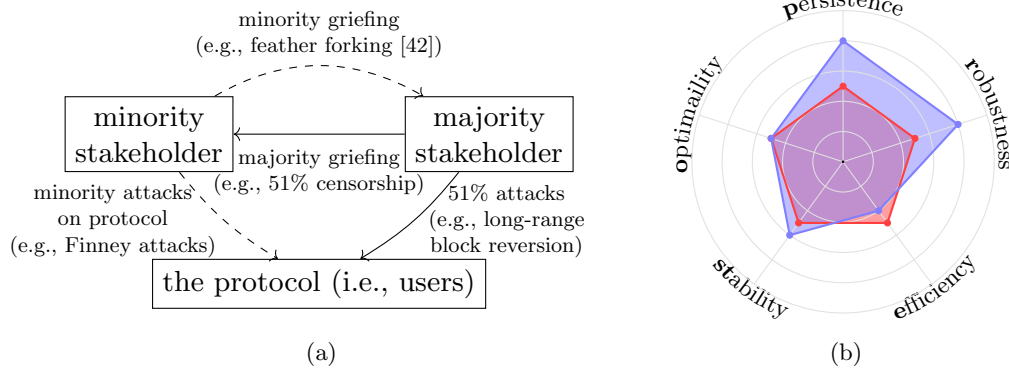 minority griefing
(e.g., feather forking [42])
minority
stakeholder
majority
stakeholder
majority griefing
(e.g., 51% censorship)
minority attacks
on protocol
(e.g., Finney attacks)
51% attacks
(e.g., long-range
block reversion)
the protocol (i.e., users)
(a)
persistence
robustness
efficiency
stability
optimaility
(b)